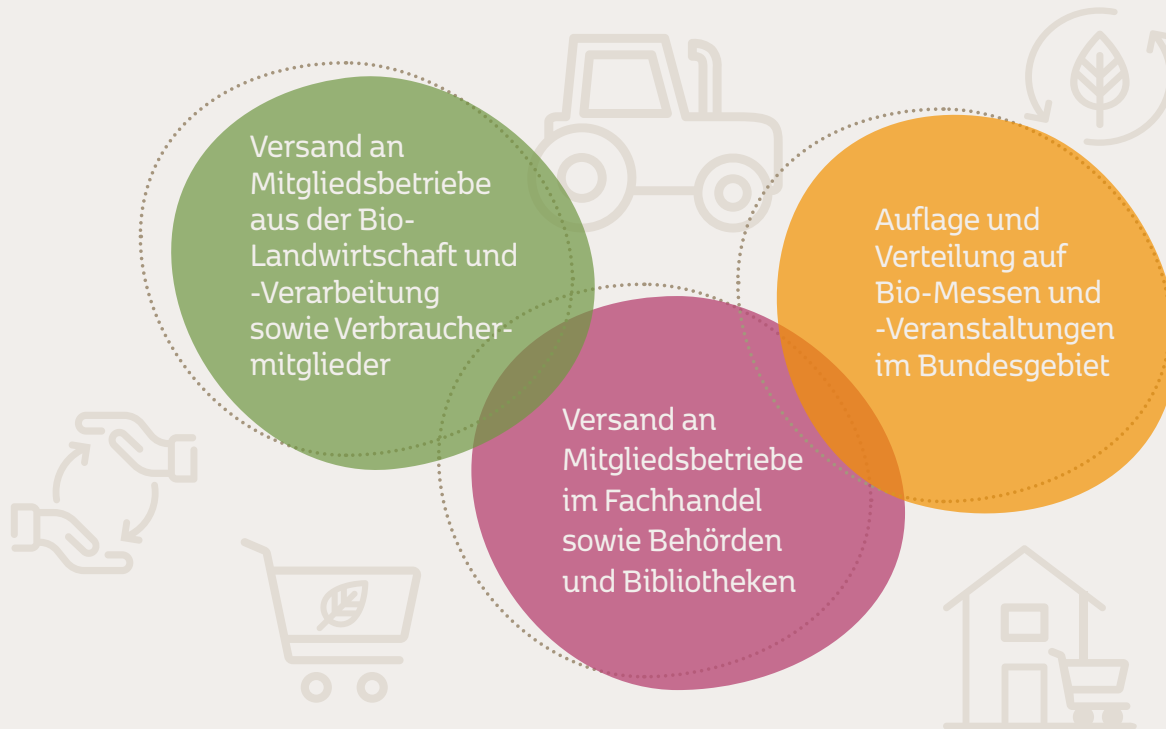 Versand an
Mitgliedsbetriebe
aus der Bio-
Landwirtschaft und
-Verarbeitung
sowie Verbraucher-
mitglieder
Versand an
Mitgliedsbetriebe
im Fachhandel
sowie Behörden
und Bibliotheken
Auflage und
Verteilung auf
Bio-Messen und
-Veranstaltungen
im Bundesgebiet